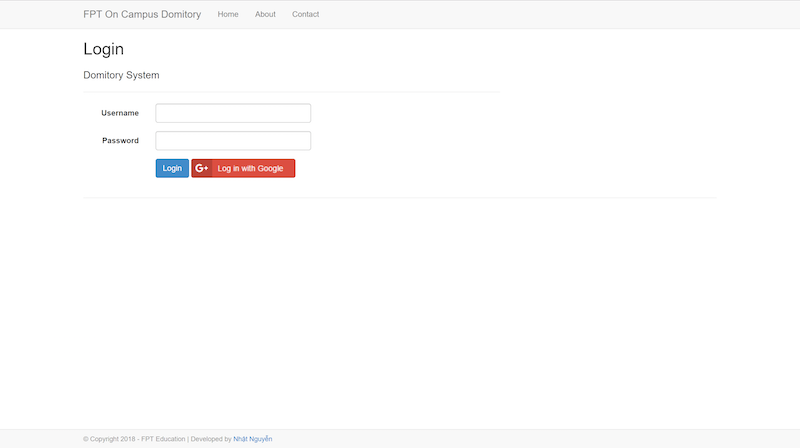 FPT On Campus Domitory Home About Contact
Login
Domitory System
Username
Password
Login G+ Log in with Google
© Copyright 2018 - FPT Education | Developed by Nhật Nguyễn